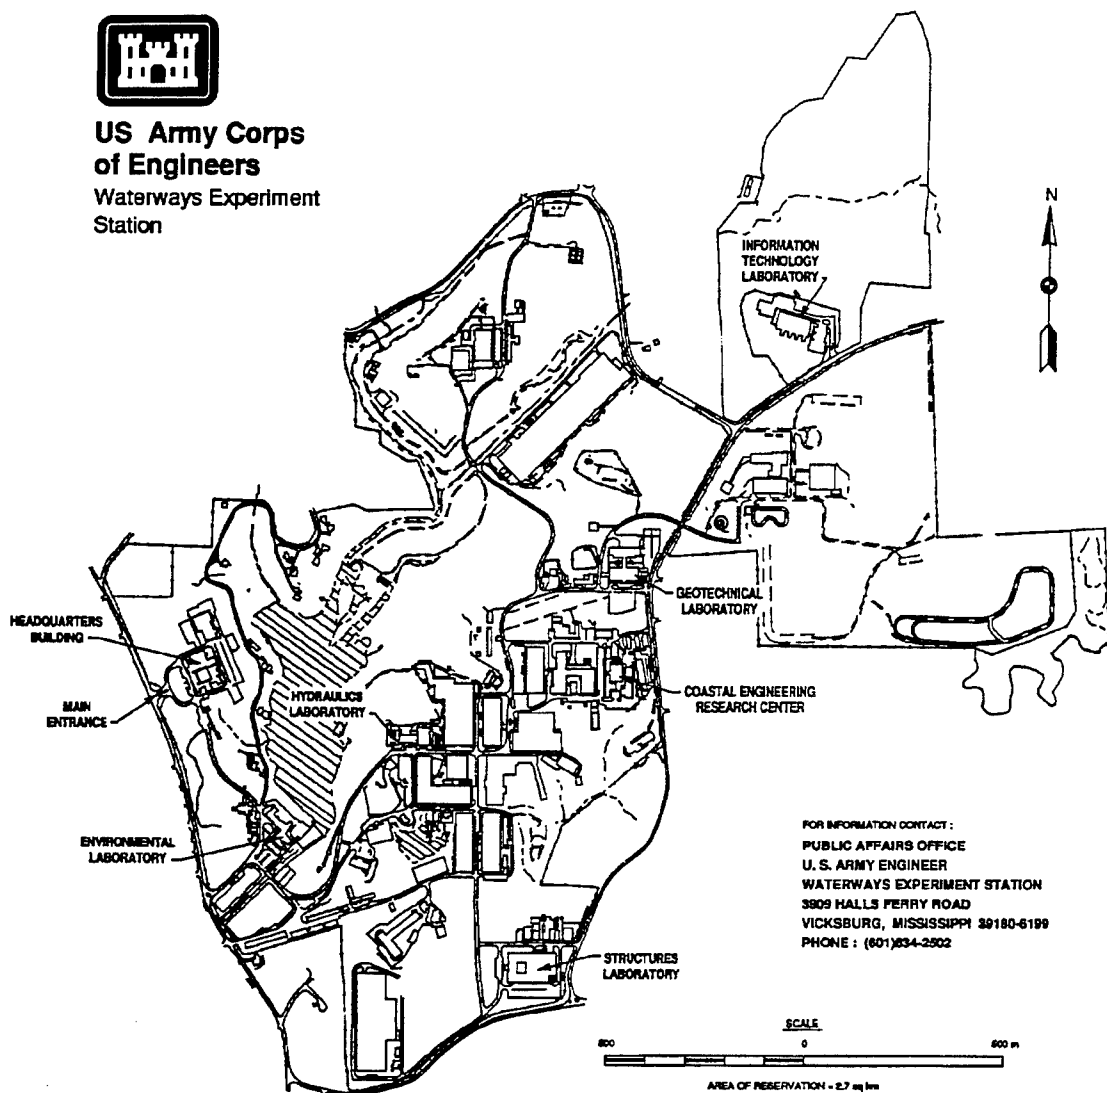 US Army Corps
of Engineers
Waterways Experiment
Station
N
INFORMATION
TECHNOLOGY
LABORATORY
GEOTECHNICAL
LABORATORY
HEADQUARTERS
BUILDING
MAIN
ENTRANCE
HYDRAULICS
LABORATORY
COASTAL ENGINEERING
RESEARCH CENTER
ENVIRONMENTAL
LABORATORY
STRUCTURES
LABORATORY
FOR INFORMATION CONTACT :
PUBLIC AFFAIRS OFFICE
U. S. ARMY ENGINEER
WATERWAYS EXPERIMENT STATION
3909 HALLS FERRY ROAD
VICKSBURG, MISSISSIPPI 39180-6199
PHONE : (601)634-2502
SCALE
0
AREA OF RESERVATION = 2.7 sq km